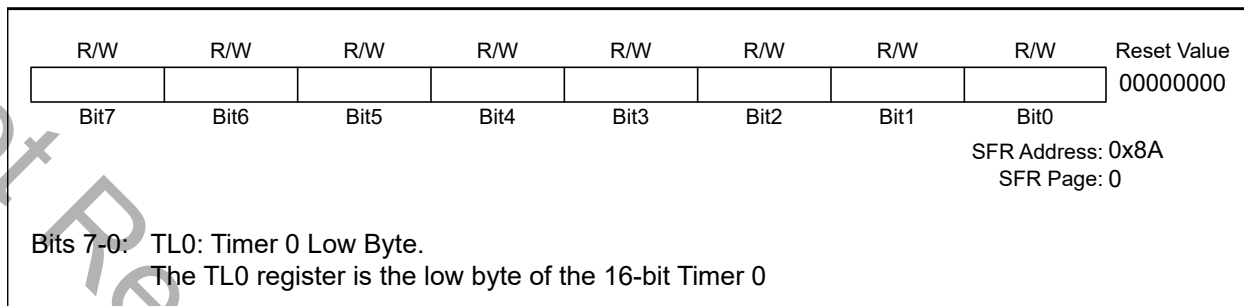 R/W R/W R/W R/W R/W R/W R/W R/W Reset Value
00000000
Bit7 Bit6 Bit5 Bit4 Bit3 Bit2 Bit1 Bit0
SFR Address: 0x8A
SFR Page: 0
Bits 7-0: TL0: Timer 0 Low Byte.
The TL0 register is the low byte of the 16-bit Timer 0